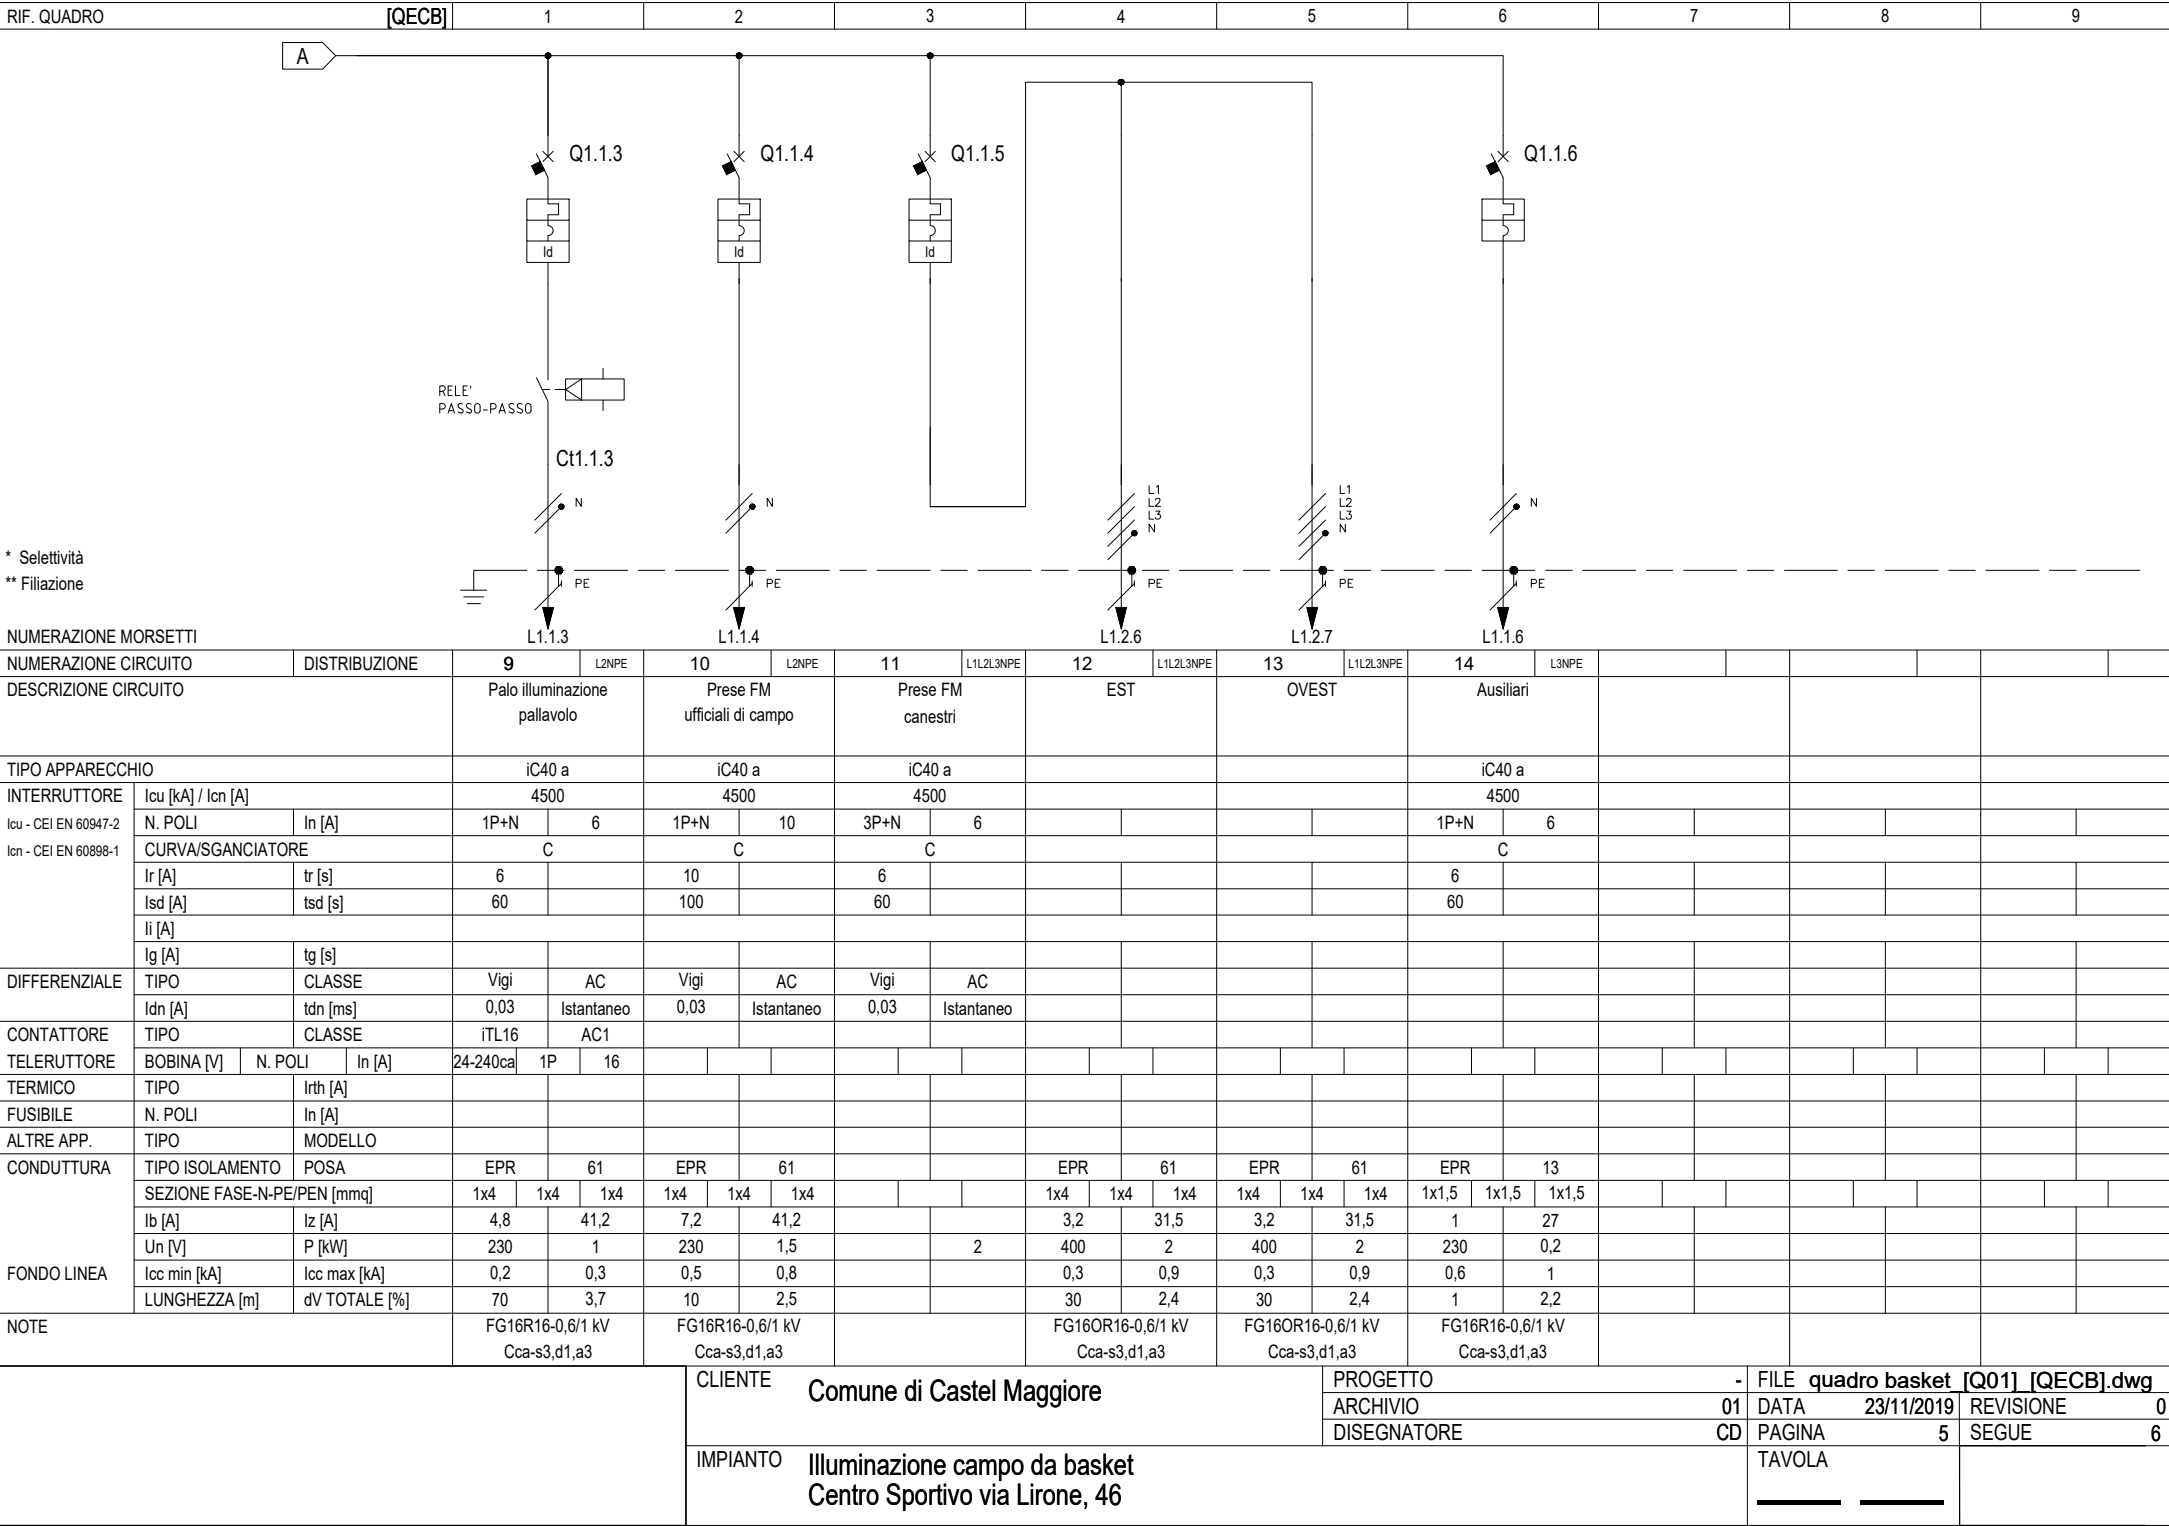 RIF. QUADRO [QECB] 1 2 3 4 5 6 7 8 9
A
Q1.1.3 Q1.1.4 Q1.1.5 Q1.1.6
Id Id Id
RELE'
PASSO-PASSO
Ct1.1.3
N N L1 L1 N
L2 L2
L3 L3
N N
* Selettività
** Filiazione
PE PE PE PE PE
NUMERAZIONE MORSETTI L1.1.3 L1.1.4 L1.2.6 L1.2.7 L1.1.6
NUMERAZIONE CIRCUITO DISTRIBUZIONE 9 L2NPE 10 L2NPE 11 L1L2L3NPE 12 L1L2L3NPE 13 L1L2L3NPE 14 L3NPE
DESCRIZIONE CIRCUITO Palo illuminazione Prese FM Prese FM EST OVEST Ausiliari
pallavolo ufficiali di campo canestri
TIPO APPARECCHIO iC40 a iC40 a iC40 a iC40 a
INTERRUTTORE Icu [kA] / Icn [A] 4500 4500 4500 4500
Icu - CEI EN 60947-2 N. POLI In [A] 1P+N 6 1P+N 10 3P+N 6 1P+N 6
Icn - CEI EN 60898-1 CURVA/SGANCIATORE C C C C
Ir [A] tr [s] 6 10 6 6
Isd [A] tsd [s] 60 100 60 60
Ii [A]
Ig [A] tg [s]
DIFFERENZIALE TIPO CLASSE Vigi AC Vigi AC Vigi AC
Idn [A] tdn [ms] 0,03 Istantaneo 0,03 Istantaneo 0,03 Istantaneo
CONTATTORE TIPO CLASSE iTL16 AC1
TELERUTTORE BOBINA [V] N. POLI In [A] 24-240ca 1P 16
TERMICO TIPO Irth [A]
FUSIBILE N. POLI In [A]
ALTRE APP. TIPO MODELLO
CONDUTTURA TIPO ISOLAMENTO POSA EPR 61 EPR 61 EPR 61 EPR 61 EPR 13
SEZIONE FASE-N-PE/PEN [mmq] 1x4 1x4 1x4 1x4 1x4 1x4 1x4 1x4 1x4 1x4 1x4 1x4 1x1,5 1x1,5 1x1,5
Ib [A] Iz [A] 4,8 41,2 7,2 41,2 3,2 31,5 3,2 31,5 1 27
Un [V] P [kW] 230 1 230 1,5 2 400 2 400 2 230 0,2
FONDO LINEA Icc min [kA] Icc max [kA] 0,2 0,3 0,5 0,8 0,3 0,9 0,3 0,9 0,6 1
LUNGHEZZA [m] dV TOTALE [%] 70 3,7 10 2,5 30 2,4 30 2,4 1 2,2
NOTE FG16R16-0,6/1 kV FG16R16-0,6/1 kV FG16OR16-0,6/1 kV FG16OR16-0,6/1 kV FG16R16-0,6/1 kV
Cca-s3,d1,a3 Cca-s3,d1,a3 Cca-s3,d1,a3 Cca-s3,d1,a3 Cca-s3,d1,a3
CLIENTE Comune di Castel Maggiore
PROGETTO - FILE quadro basket_[Q01]_[QECB].dwg
ARCHIVIO 01 DATA 23/11/2019 REVISIONE 0
DISEGNATORE CD PAGINA 5 SEGUE 6
IMPIANTO Illuminazione campo da basket
Centro Sportivo via Lirone, 46
TAVOLA